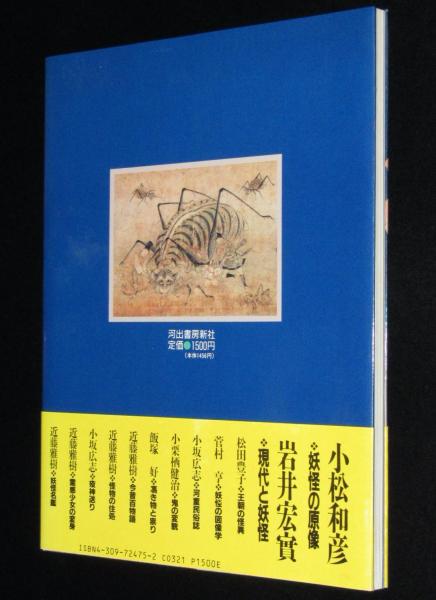 河出書房新社
定価●1500円
(本体1456円)
小松和彦
❖妖怪の原像
岩井宏實
❖現代と妖怪
松田豊子❖王朝の怪異
菅村 亨❖妖怪の図像学
小坂広志❖河童民俗誌
小栗栖健治❖鬼の変貌
飯塚 好❖憑き物と祟り
近藤雅樹❖今昔百物語
近藤雅樹❖怪物の住処
小坂広志❖疫神送り
近藤雅樹❖霊感少女の変身
近藤雅樹❖妖怪名鑑
ISBN4-309-72475-2 C0321 P1500E